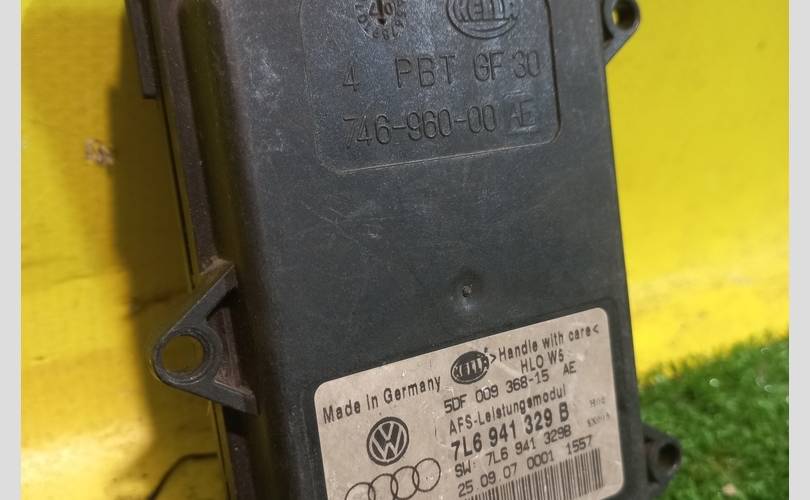 HELLA
4 PBT GF 30
746-960-00 AE
HELLA >Handle with care<
Made in Germany HLO W6
5DF 009 368-15 AE
AFS-Leistungsmodul
7L6 941 329 B
SW: 7L6 941 329B
25 09 07 0001 1557